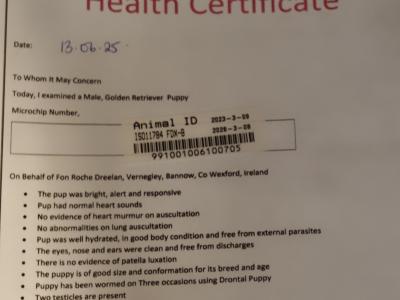 Health Certificate
Date: 13.06.25
To Whom It May Concern
Today, I examined a Male, Golden Retriever Puppy
Microchip Number,
Animal ID 2023-3-09
ISO11784 FDX-B 2028-3-08
991001006100705
On Behalf of Fon Roche Dreelan, Vernegley, Bannow, Co Wexford, Ireland
• The pup was bright, alert and responsive
• Pup had normal heart sounds
• No evidence of heart murmur on auscultation
• No abnormalities on lung auscultation
• Pup was well hydrated, in good body condition and free from external parasites
• The eyes, nose and ears were clean and free from discharges
• There is no evidence of patella luxation
• The puppy is of good size and conformation for its breed and age
• Puppy has been wormed on Three occasions using Drontal Puppy
• Two testicles are present